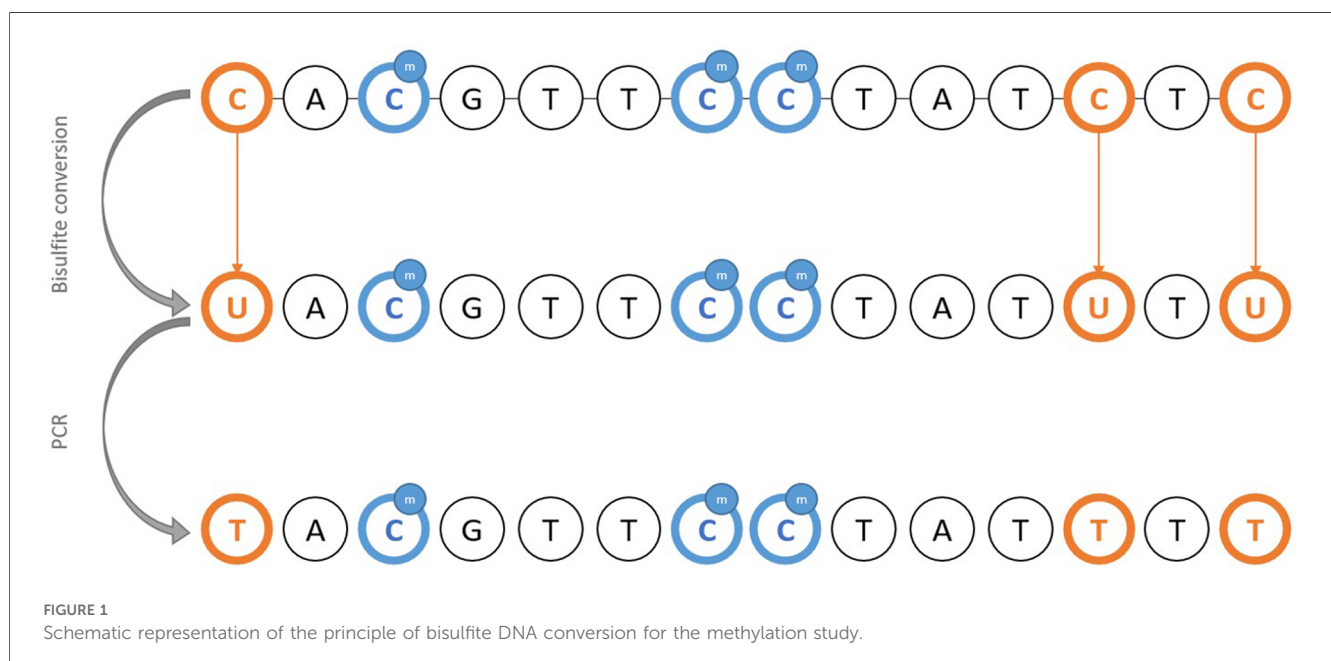 m m m
C A C G T T C C T A T C T C
Bisulfite conversion
m m m
U A C G T T C C T A T U T U
PCR
m m m
T A C G T T C C T A T T T T
FIGURE 1
Schematic representation of the principle of bisulfite DNA conversion for the methylation study.